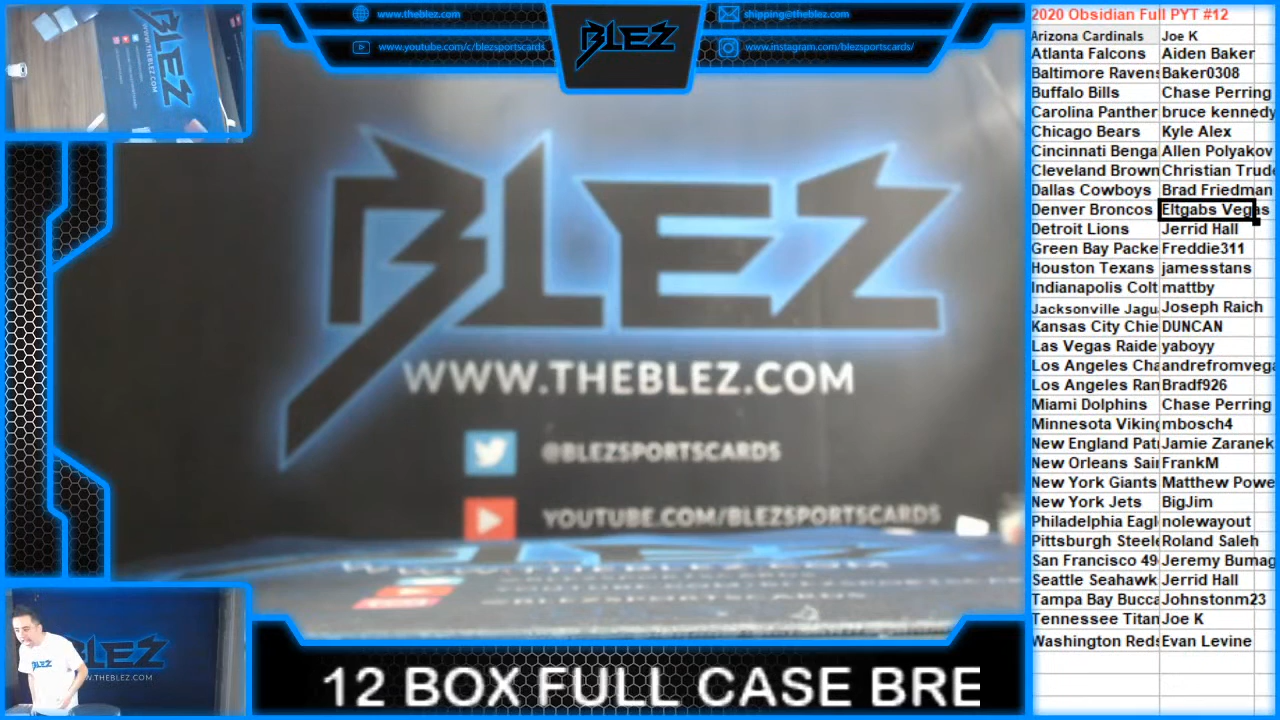 www.theblez.com
shipping@theblez.com
www.youtube.com/c/blezsportscards
www.instagram.com/blezsportscards/
BLEZ
WWW.THEBLEZ.COM
BLEZ
BLEZ
WWW.THEBLEZ.COM
@BLEZSPORTSCARDS
YOUTUBE.COM/BLEZSPORTSCARDS
@BLEZSPORTSCARDS
BLEZ
BLEZ
WW.THEBLEZ.COM
12 BOX FULL CASE BRE
2020 Obsidian Full PYT #12
Arizona Cardinals Joe K
Atlanta Falcons Aiden Baker
Baltimore Ravens Baker0308
Buffalo Bills Chase Perring
Carolina Panther bruce kennedy
Chicago Bears Kyle Alex
Cincinnati Benga Allen Polyakov
Cleveland Brown Christian Trude
Dallas Cowboys Brad Friedman
Denver Broncos Eltgabs Vegas
Detroit Lions Jerrid Hall
Green Bay Packe Freddie311
Houston Texans jamesstans
Indianapolis Colt mattby
Jacksonville Jagu Joseph Raich
Kansas City Chie DUNCAN
Las Vegas Raide yaboyy
Los Angeles Cha andrefromvega
Los Angeles Ran Bradf926
Miami Dolphins Chase Perring
Minnesota Viking mbosch4
New England Pat Jamie Zaranek
New Orleans Sai FrankM
New York Giants Matthew Powe
New York Jets BigJim
Philadelphia Eagl nolewayout
Pittsburgh Steele Roland Saleh
San Francisco 49 Jeremy Bumag
Seattle Seahawk Jerrid Hall
Tampa Bay Bucca Johnstonm23
Tennessee Titan Joe K
Washington Reds Evan Levine